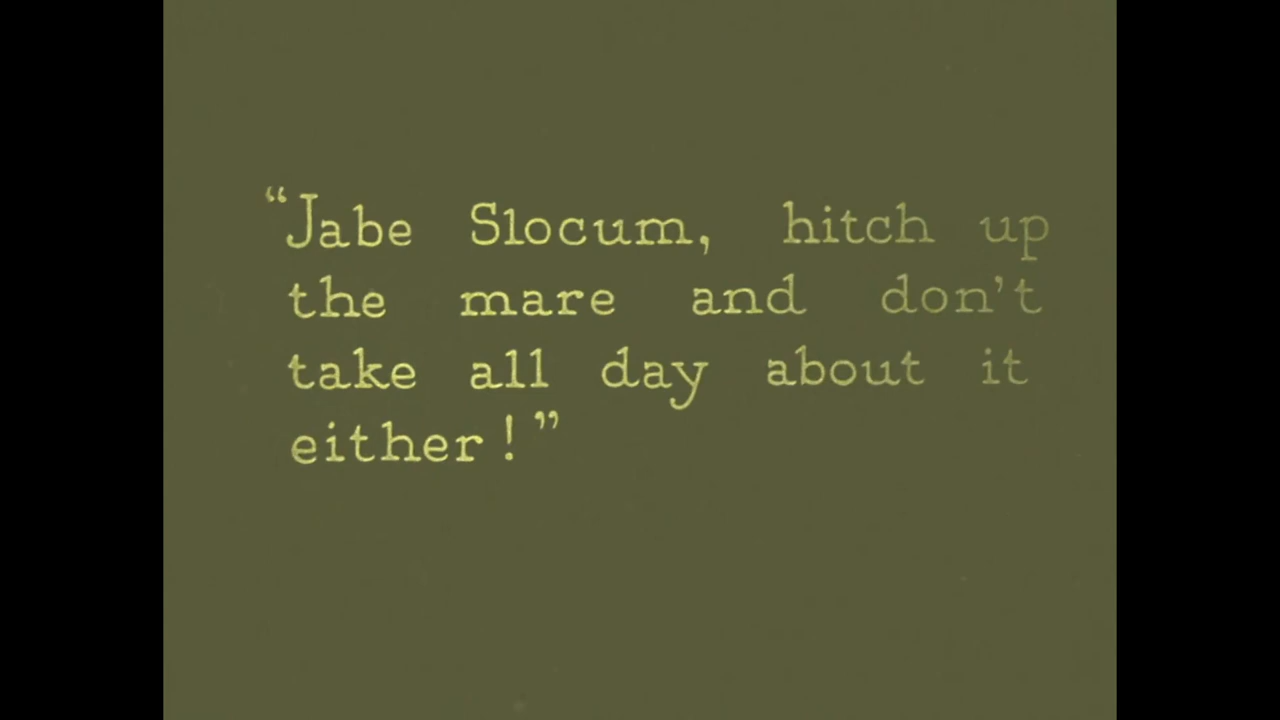 “Jabe Slocum, hitch up
the mare and don't
take all day about it
either!”